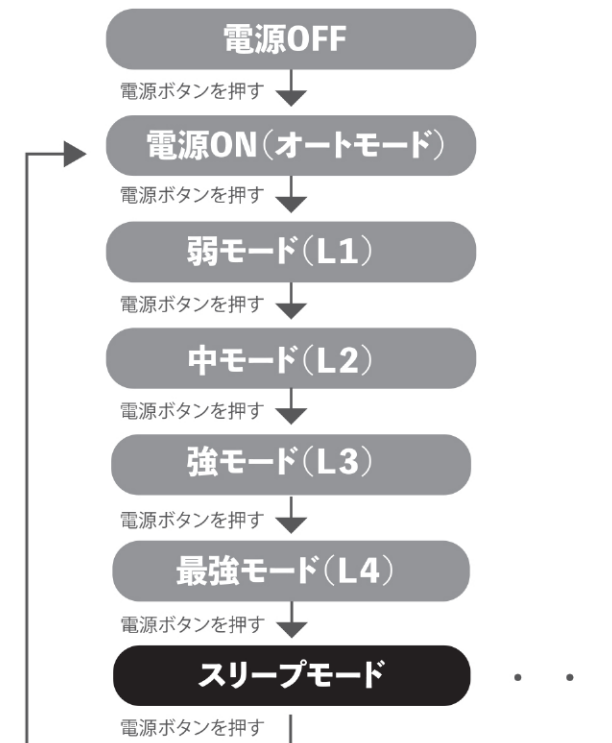 電源OFF
電源ボタンを押す
電源ON(オートモード)
電源ボタンを押す
弱モード(L1)
電源ボタンを押す
中モード(L2)
電源ボタンを押す
強モード(L3)
電源ボタンを押す
最強モード(L4)
電源ボタンを押す
スリープモード
電源ボタンを押す